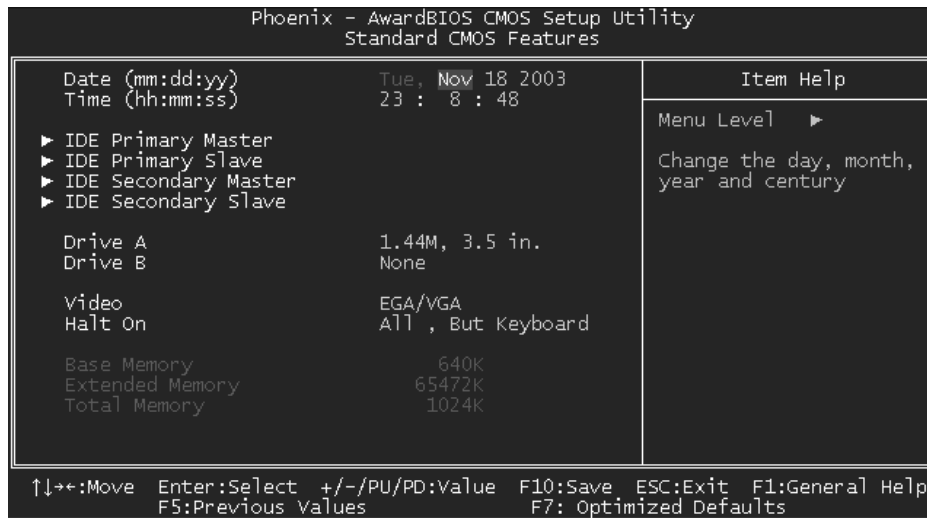 Phoenix - AwardBIOS CMOS Setup Utility
Standard CMOS Features
Date (mm:dd:yy) Tue, Nov 18 2003
Time (hh:mm:ss) 23 : 8 : 48
► IDE Primary Master
► IDE Primary Slave
► IDE Secondary Master
► IDE Secondary Slave
Drive A 1.44M, 3.5 in.
Drive B None
Video EGA/VGA
Halt On All , But Keyboard
Base Memory 640K
Extended Memory 65472K
Total Memory 1024K
Item Help
Menu Level ►
Change the day, month,
year and century
↑↓→←:Move Enter:Select +/-/PU/PD:Value F10:Save ESC:Exit F1:General Help
F5:Previous Values F7: Optimized Defaults